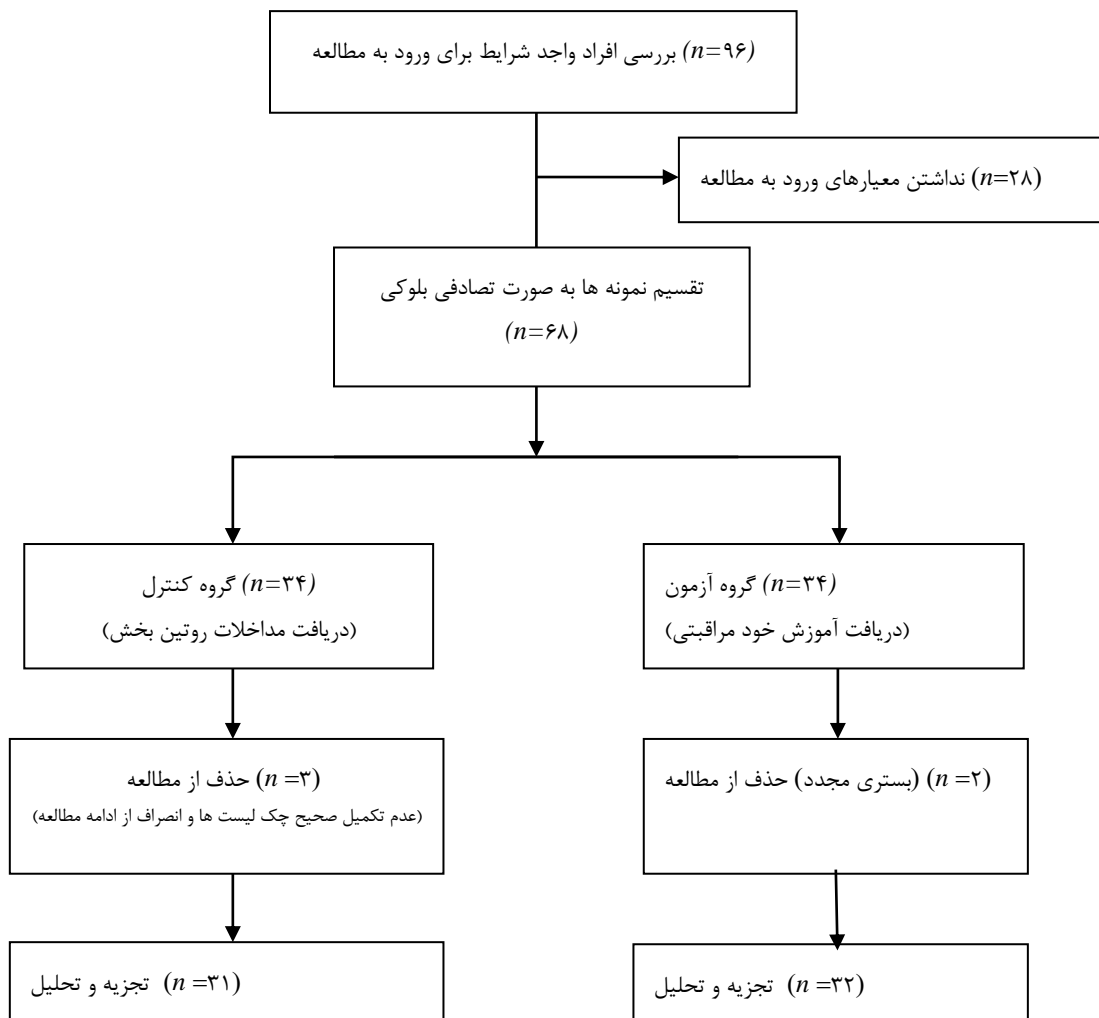 بررسی افراد واجد شرایط برای ورود به مطالعه (n=۹۶)
نداشتن معیارهای ورود به مطالعه (n=۲۸)
تقسیم نمونه ها به صورت تصادفی بلوکی
(n=۶۸)
گروه آزمون (n=۳۴)
(دریافت آموزش خود مراقبتی)
گروه کنترل (n=۳۴)
(دریافت مداخلات روتین بخش)
حذف از مطالعه (بستری مجدد) (n =۲)
حذف از مطالعه (n =۳)
(عدم تکمیل صحیح چک لیست ها و انصراف از ادامه مطالعه)
تجزیه و تحلیل (n =۳۲)
تجزیه و تحلیل (n =۳۱)